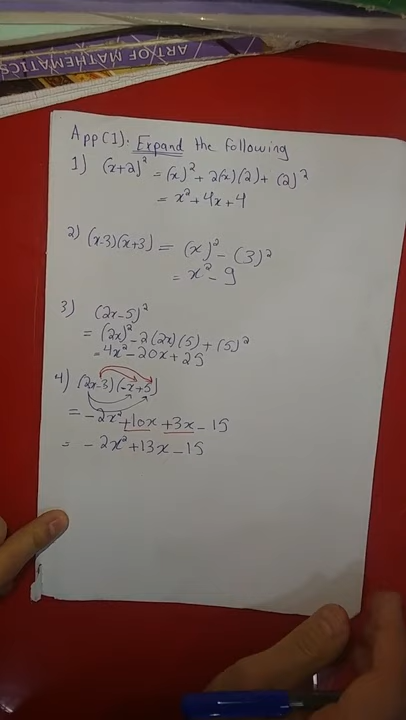 ART OF MATHEMATICS
App(1): Expand the following
1) (x+2)² = (x)² + 2(x)(2) + (2)²
= x² + 4x + 4
2) (x-3)(x+3) = (x)² - (3)²
= x² - 9
3) (2x-5)²
= (2x)² - 2(2x)(5) + (5)²
= 4x² - 20x + 25
4) (2x-3)(-x+5)
= -2x² + 10x + 3x - 15
= - 2x² + 13x - 15